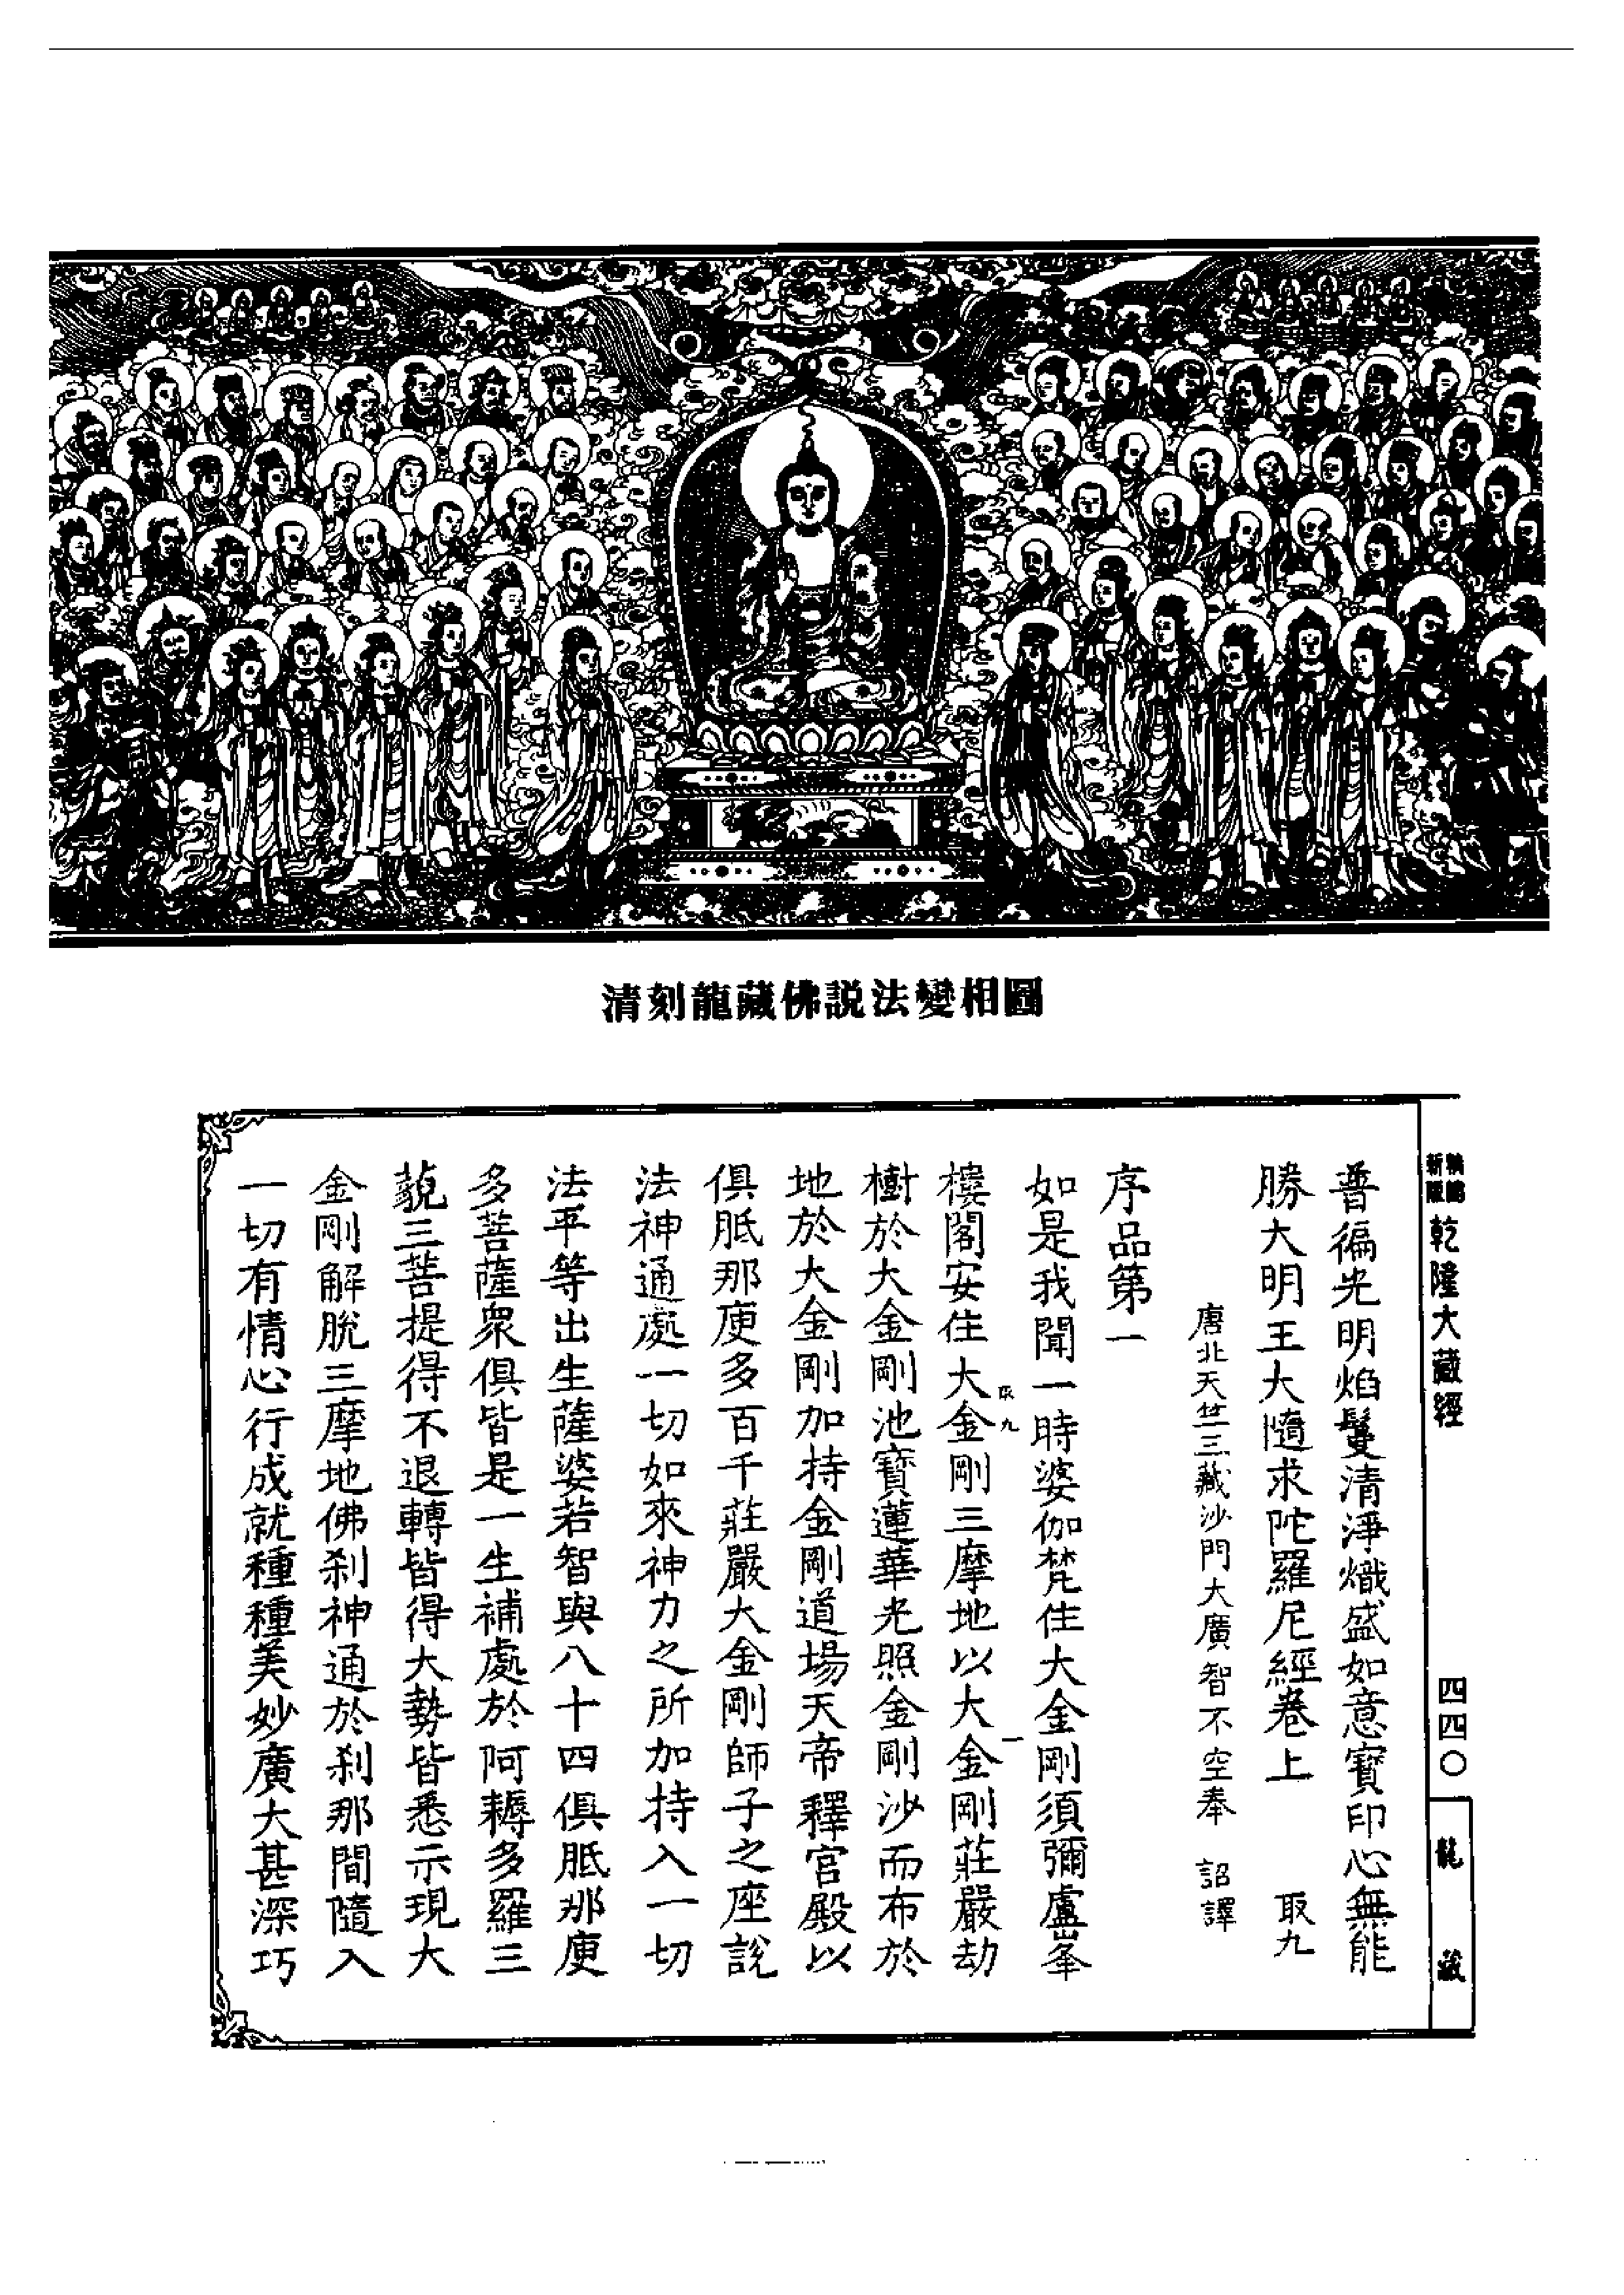 清刻龍藏佛説法變相圖
新版
乾隆大藏經
四四〇
龍藏
普徧光明焰鬘清淨熾盛如意寶印心無能
勝大明王大隨求陀羅尼經卷上 取九
唐北天竺三藏沙門大廣智不空奉 詔譯
序品第一
如是我聞一時婆伽梵住大金剛須彌盧峯
取九 一
樓閣安住大金剛三摩地以大金剛莊嚴劫
樹於大金剛池寶蓮華光照金剛沙而布於
地於大金剛加持金剛道場天帝釋宮殿以
俱胝那庾多百千莊嚴大金剛師子之座說
法神通處一切如來神力之所加持入一切
法平等出生薩婆若智與八十四俱胝那庾
多菩薩眾俱皆是一生補處於阿耨多羅三
藐三菩提得不退轉皆得大勢皆悉示現大
金剛解脫三摩地佛刹神通於刹那間隨入
一切有情心行成就種種美妙廣大甚深巧